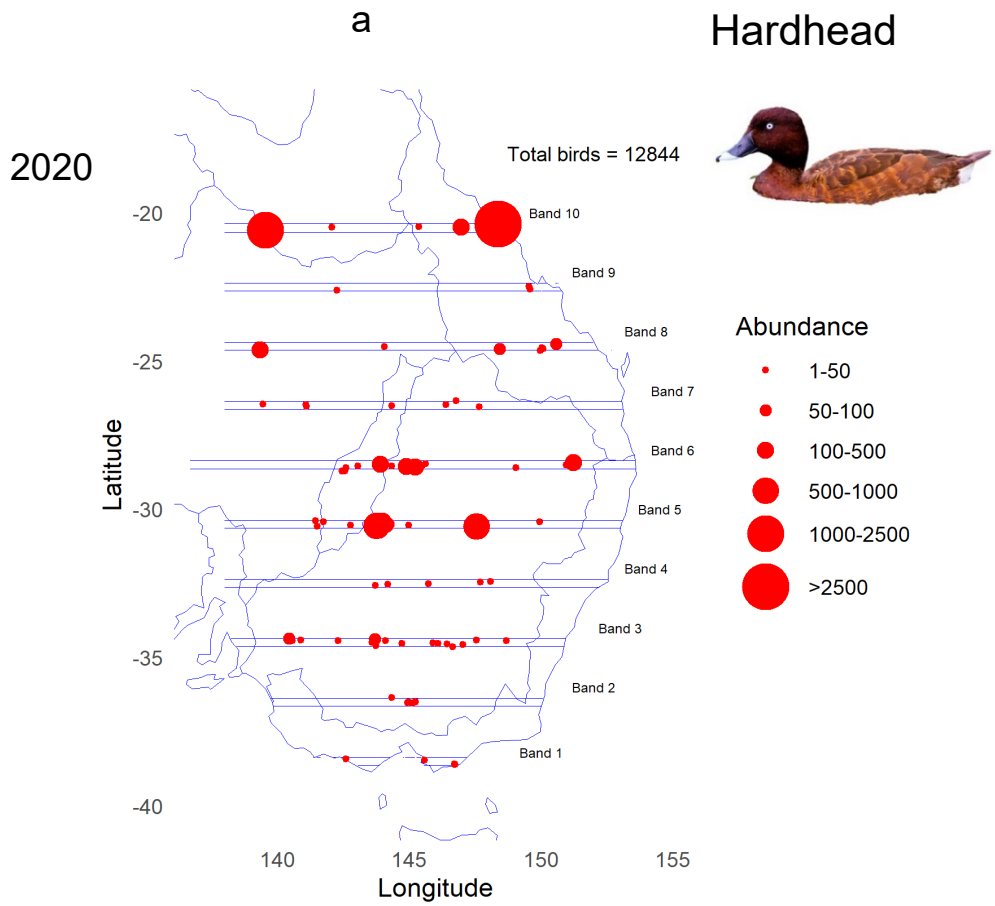 a
Hardhead
2020
Total birds = 12844
-20
Band 10
Band 9
Band 8
-25
Band 7
Band 6
-30
Band 5
Band 4
Band 3
-35
Band 2
Band 1
-40
Latitude
140
145
150
155
Longitude
Abundance
1-50
50-100
100-500
500-1000
1000-2500
>2500